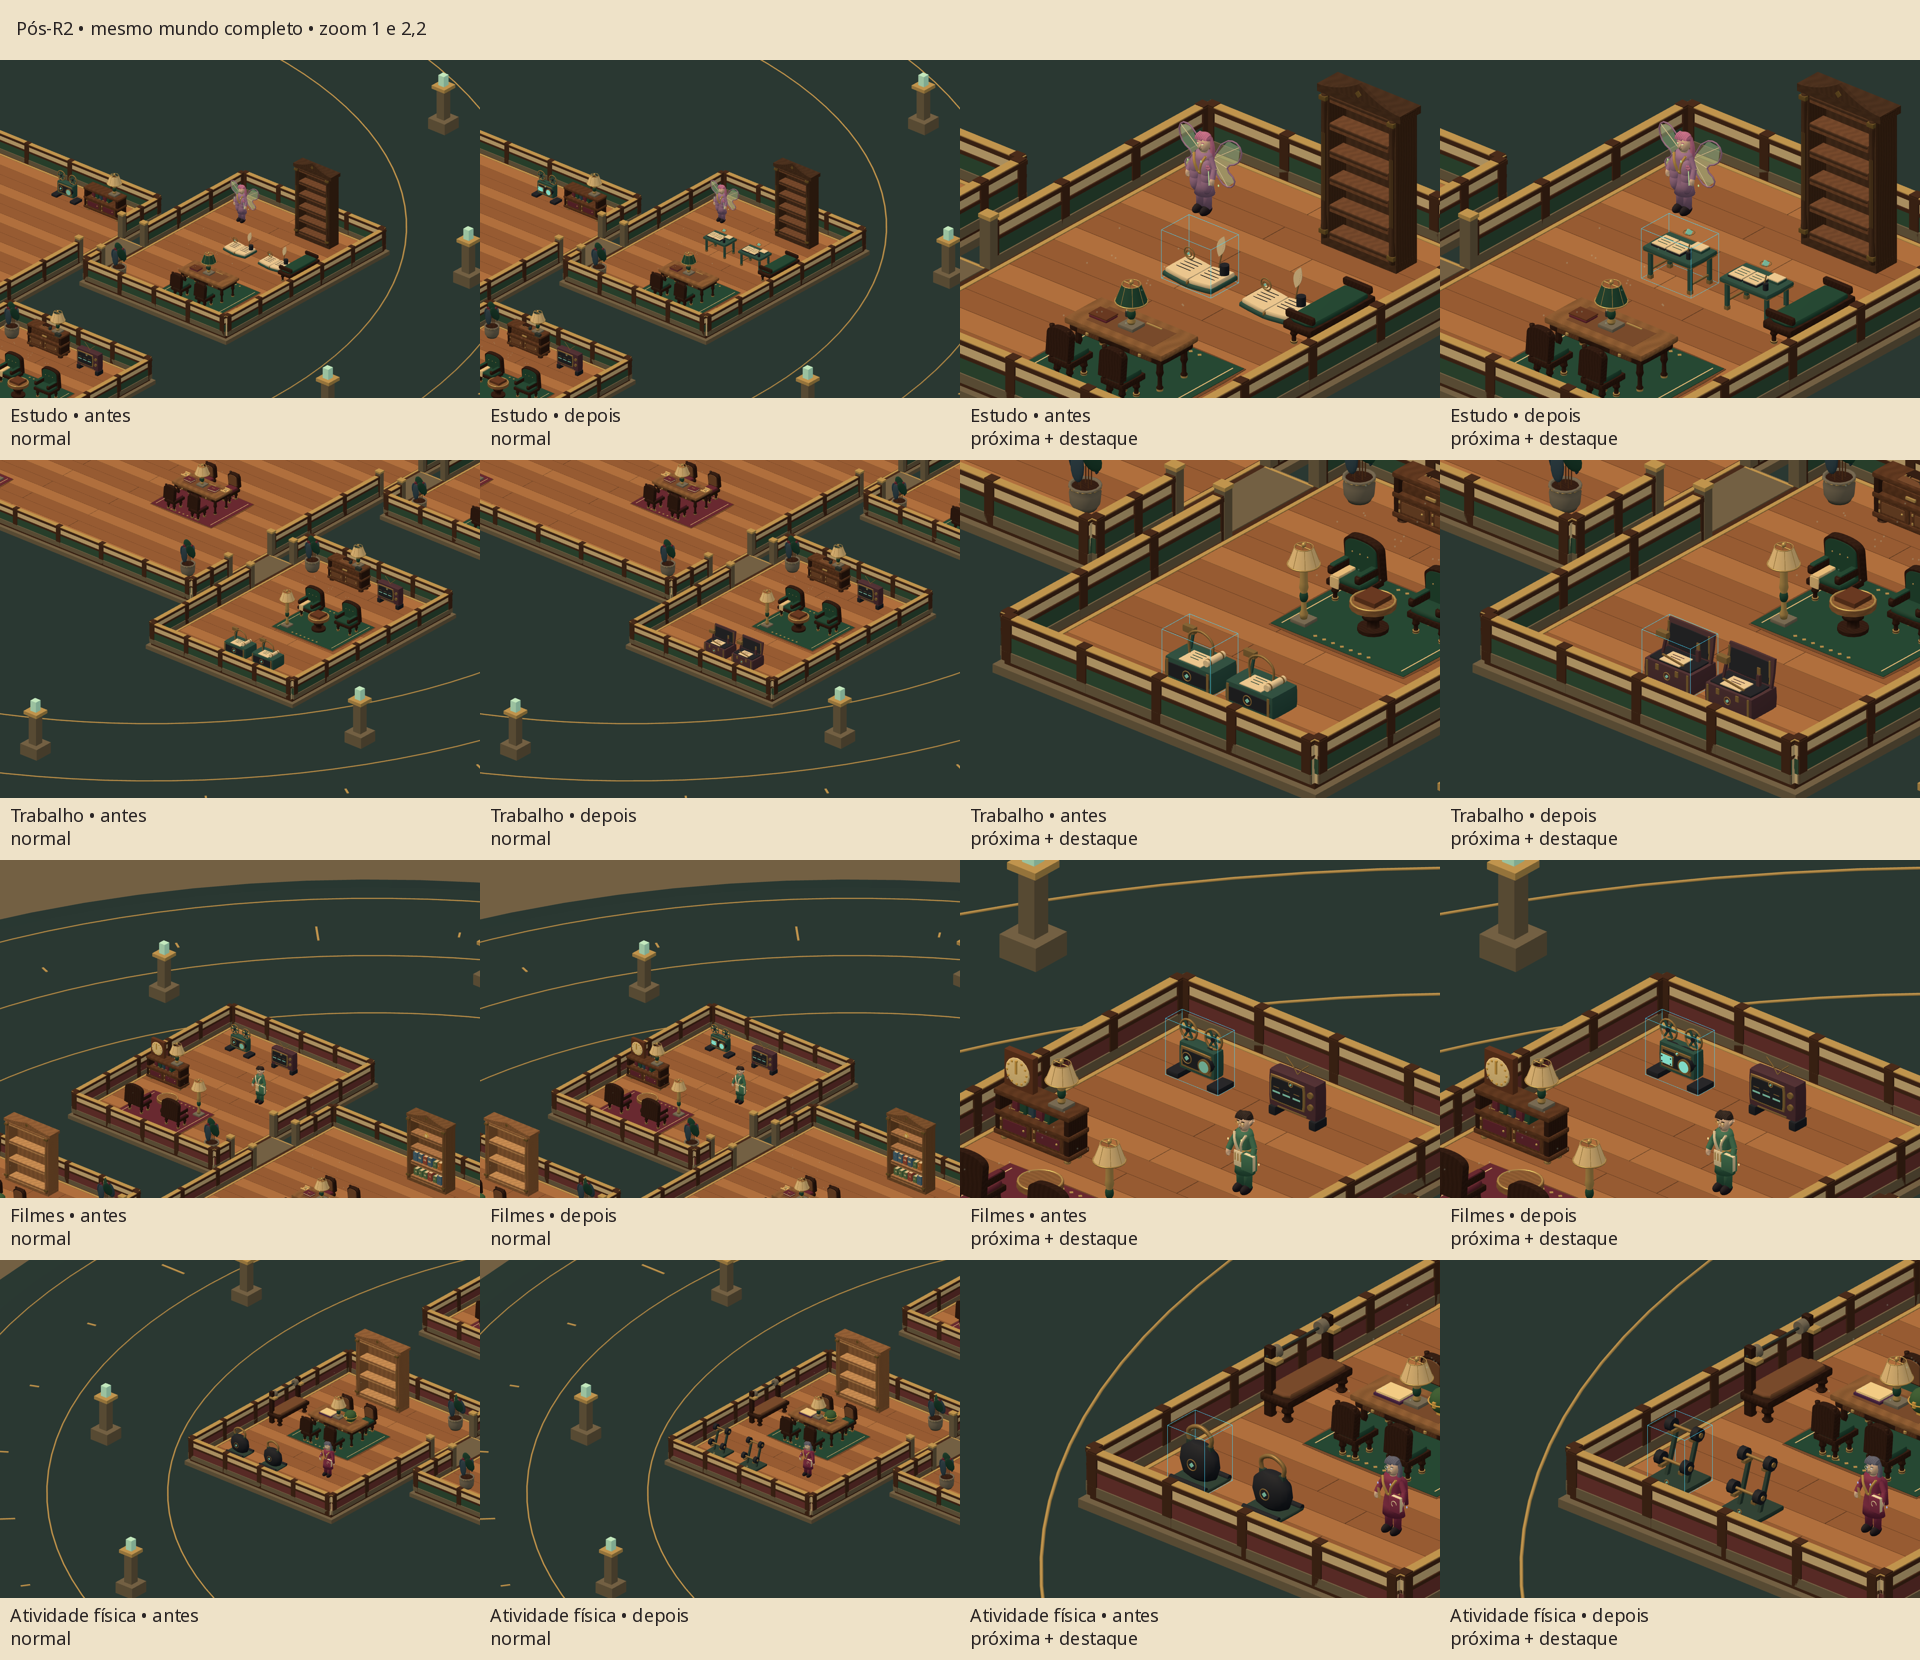 Pós-R2 • mesmo mundo completo • zoom 1 e 2,2
Estudo • antes
normal
Estudo • depois
normal
Estudo • antes
próxima + destaque
Estudo • depois
próxima + destaque
Trabalho • antes
normal
Trabalho • depois
normal
Trabalho • antes
próxima + destaque
Trabalho • depois
próxima + destaque
Filmes • antes
normal
Filmes • depois
normal
Filmes • antes
próxima + destaque
Filmes • depois
próxima + destaque
Atividade física • antes
normal
Atividade física • depois
normal
Atividade física • antes
próxima + destaque
Atividade física • depois
próxima + destaque